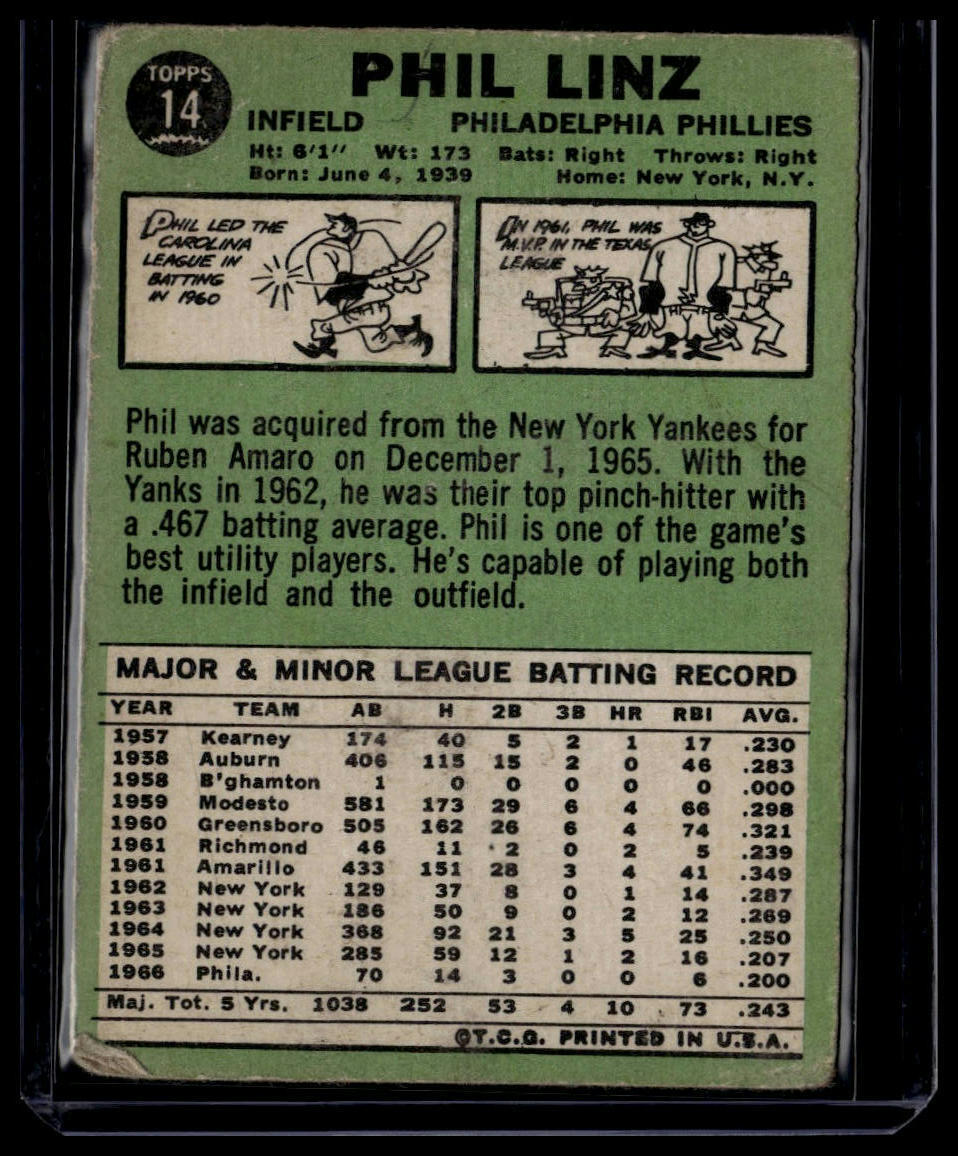 TOPPS
14
PHIL LINZ
INFIELD PHILADELPHIA PHILLIES
Ht: 6'1" Wt: 173 Bats: Right Throws: Right
Born: June 4, 1939 Home: New York, N.Y.
PHIL LED THE
CAROLINA
LEAGUE IN
BATTING
IN 1960
IN 1961, PHIL WAS
M.V.P. IN THE TEXAS
LEAGUE
Phil was acquired from the New York Yankees for
Ruben Amaro on December 1, 1965. With the
Yanks in 1962, he was their top pinch-hitter with
a .467 batting average. Phil is one of the game's
best utility players. He's capable of playing both
the infield and the outfield.
MAJOR & MINOR LEAGUE BATTING RECORD
YEAR TEAM AB H 2B 3B HR RBI AVG.
1957 Kearney 174 40 5 2 1 17 .230
1958 Auburn 406 115 15 2 0 46 .283
1958 B'ghamton 1 0 0 0 0 0 .000
1959 Modesto 581 173 29 6 4 66 .298
1960 Greensboro 505 162 26 6 4 74 .321
1961 Richmond 46 11 2 0 2 5 .239
1961 Amarillo 433 151 28 3 4 41 .349
1962 New York 129 37 8 0 1 14 .287
1963 New York 186 50 9 0 2 12 .269
1964 New York 368 92 21 3 5 25 .250
1965 New York 285 59 12 1 2 16 .207
1966 Phila. 70 14 3 0 0 6 .200
Maj. Tot. 5 Yrs. 1038 252 53 4 10 73 .243
©T.C.G. PRINTED IN U.S.A.